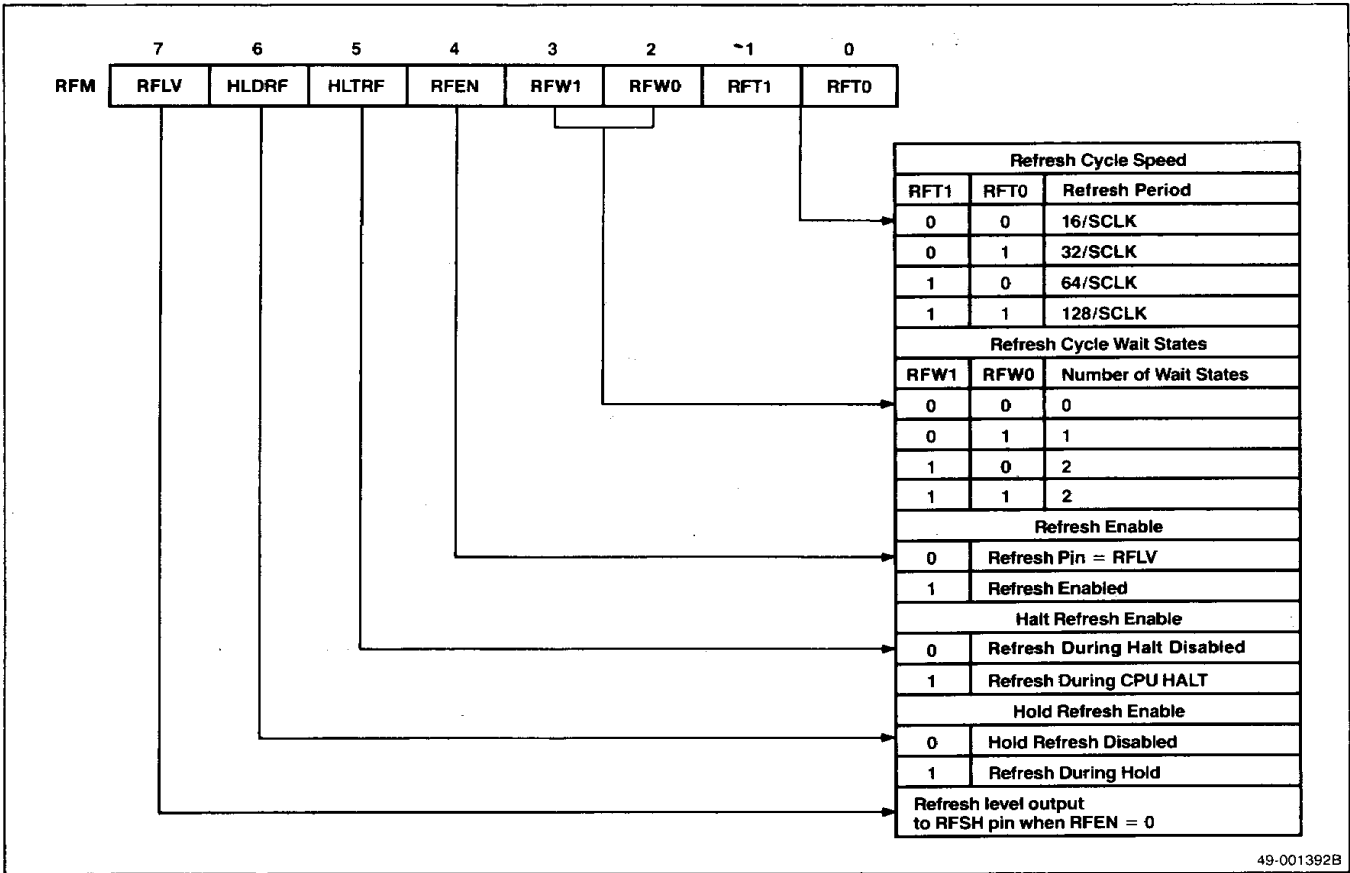 7 6 5 4 3 2 1 0
RFM RFLV HLDRF HLTRF RFEN RFW1 RFW0 RFT1 RFT0
Refresh Cycle Speed
RFT1 RFT0 Refresh Period
0 0 16/SCLK
0 1 32/SCLK
1 0 64/SCLK
1 1 128/SCLK
Refresh Cycle Wait States
RFW1 RFW0 Number of Wait States
0 0 0
0 1 1
1 0 2
1 1 2
Refresh Enable
0 Refresh Pin = RFLV
1 Refresh Enabled
Halt Refresh Enable
0 Refresh During Halt Disabled
1 Refresh During CPU HALT
Hold Refresh Enable
0 Hold Refresh Disabled
1 Refresh During Hold
Refresh level output
to RFSH pin when RFEN = 0
49-001392B